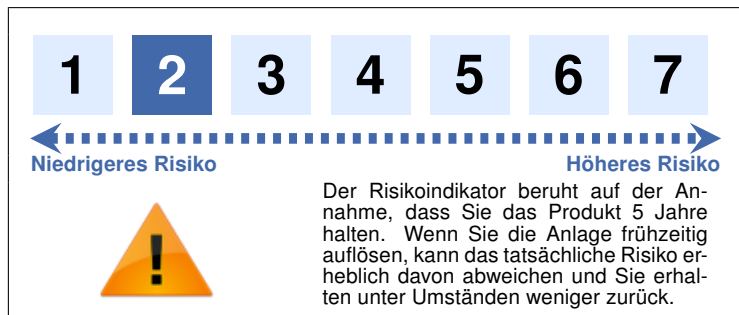 1 2 3 4 5 6 7
Niedrigeres Risiko Höheres Risiko
!
Der Risikoindikator beruht auf der An-
nahme, dass Sie das Produkt 5 Jahre
halten. Wenn Sie die Anlage frühzeitig
auflösen, kann das tatsächliche Risiko er-
heblich davon abweichen und Sie erhal-
ten unter Umständen weniger zurück.